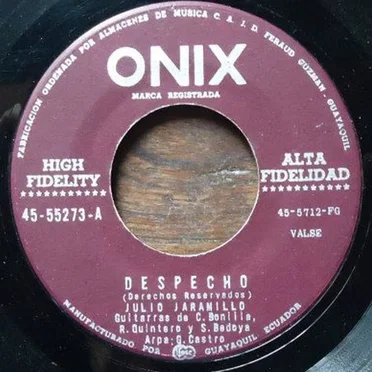 FABRICACION ORDENADA POR ALMACENES DE MUSICA C. A. J. D. FERAUD GUZMAN - GUAYAQUIL
ONIX
MARCA REGISTRADA
HIGH FIDELITY
ALTA FIDELIDAD
45-55273-A
45-5712-FG
VALSE
DESPECHO
(Derechos Reservados)
JULIO JARAMILLO
Guitarras de C. Bonilla,
R. Quintero y S. Bedoya
Arpa: G. Castro
MANUFACTURADO POR
GUAYAQUIL ECUADOR